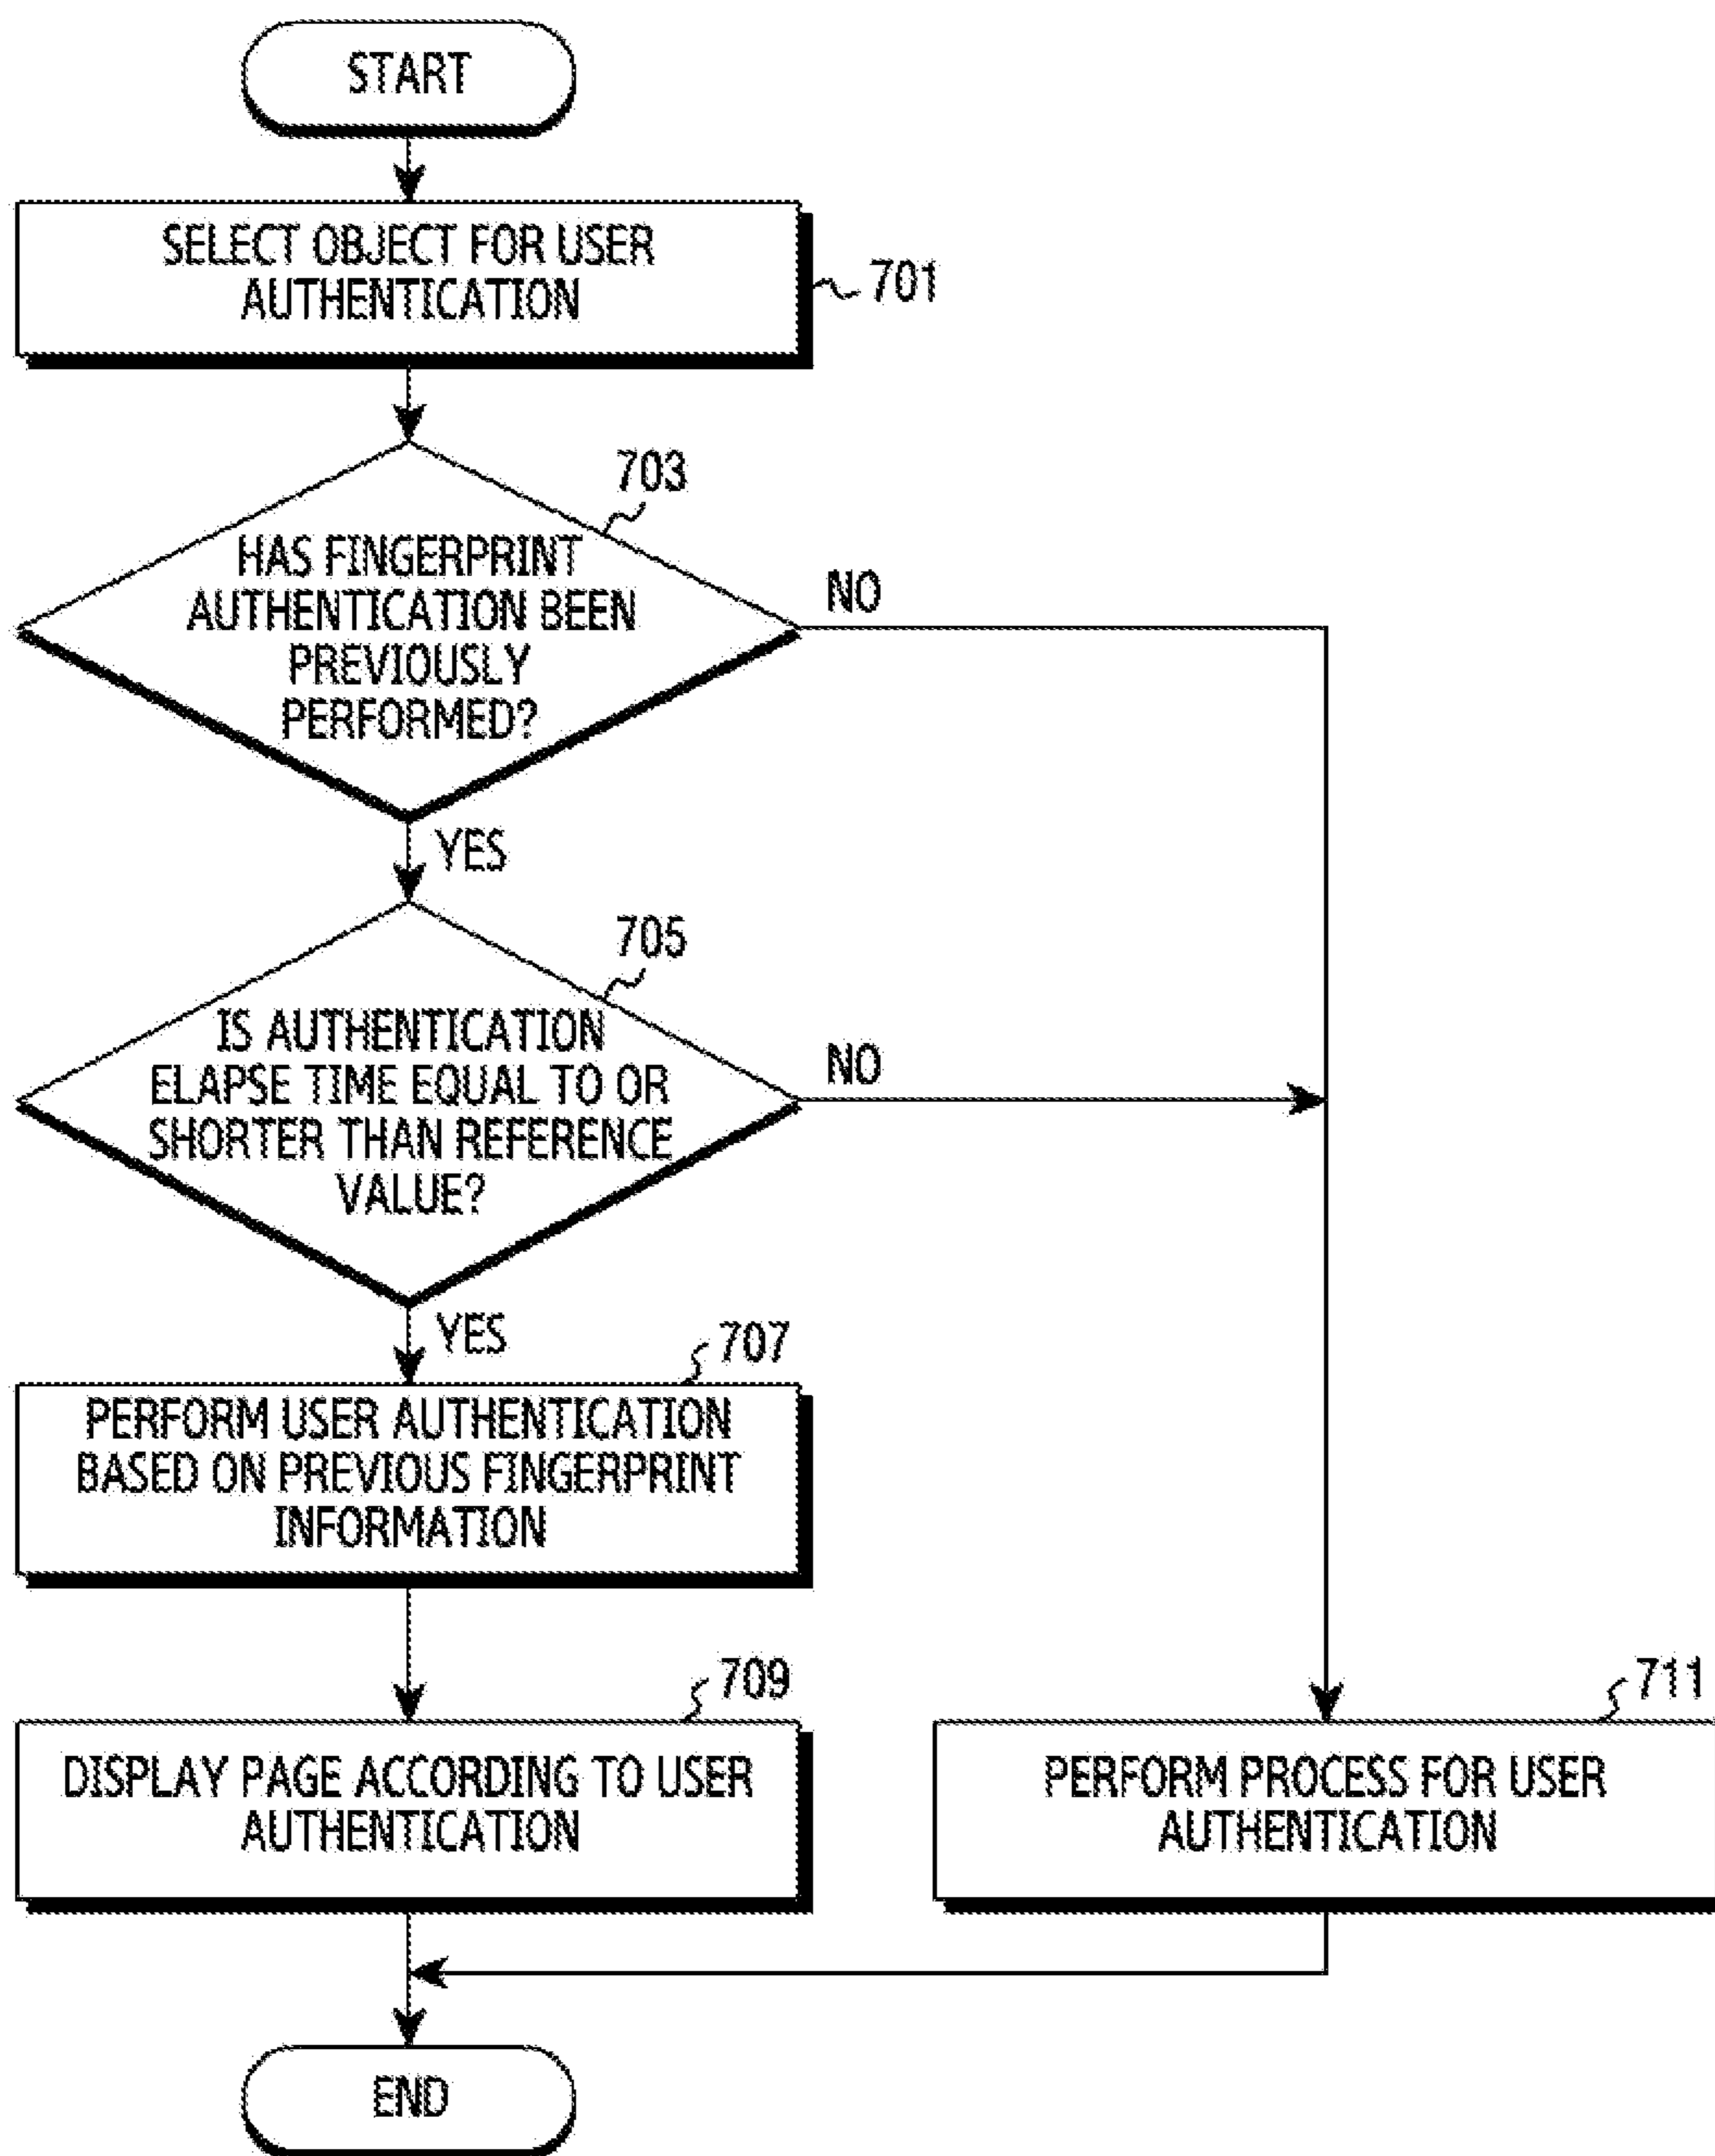 START
SELECT OBJECT FOR USER
AUTHENTICATION
701
703
HAS FINGERPRINT
AUTHENTICATION BEEN
PREVIOUSLY
PERFORMED?
NO
YES
705
IS AUTHENTICATION
ELAPSE TIME EQUAL TO OR
SHORTER THAN REFERENCE
VALUE?
NO
YES
707
PERFORM USER AUTHENTICATION
BASED ON PREVIOUS FINGERPRINT
INFORMATION
709
DISPLAY PAGE ACCORDING TO USER
AUTHENTICATION
711
PERFORM PROCESS FOR USER
AUTHENTICATION
END